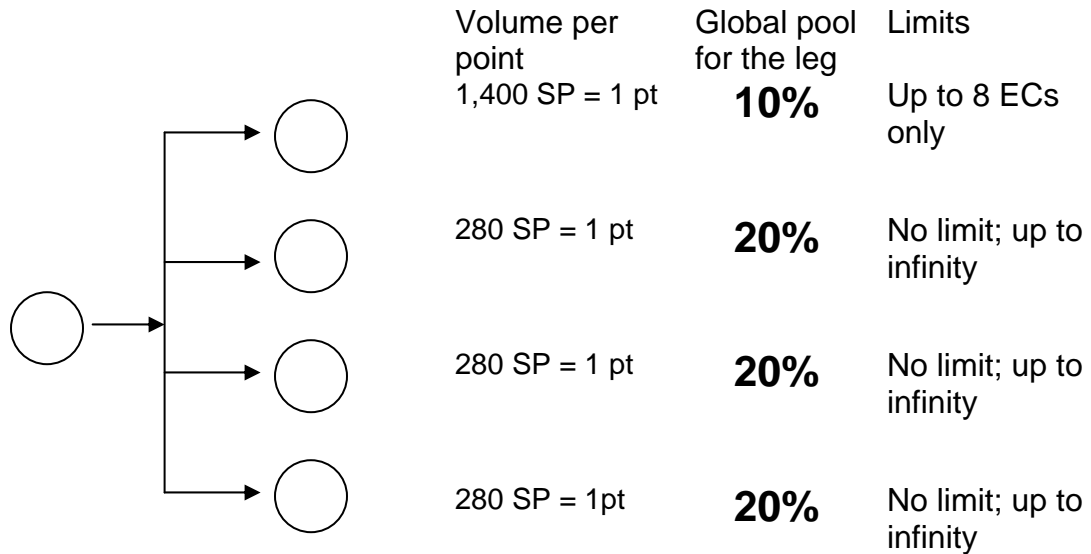 Volume per point
Global pool for the leg
Limits
1,400 SP = 1 pt
10%
Up to 8 ECs only
280 SP = 1 pt
20%
No limit; up to infinity
280 SP = 1 pt
20%
No limit; up to infinity
280 SP = 1pt
20%
No limit; up to infinity